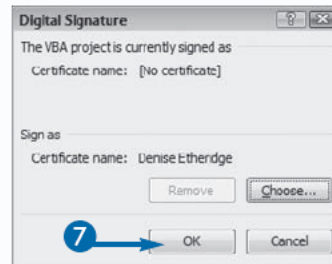 Digital Signature
The VBA project is currently signed as
Certificate name: [No certificate]
Sign as
Certificate name: Denise Etheridge
Remove Choose...
7 OK Cancel